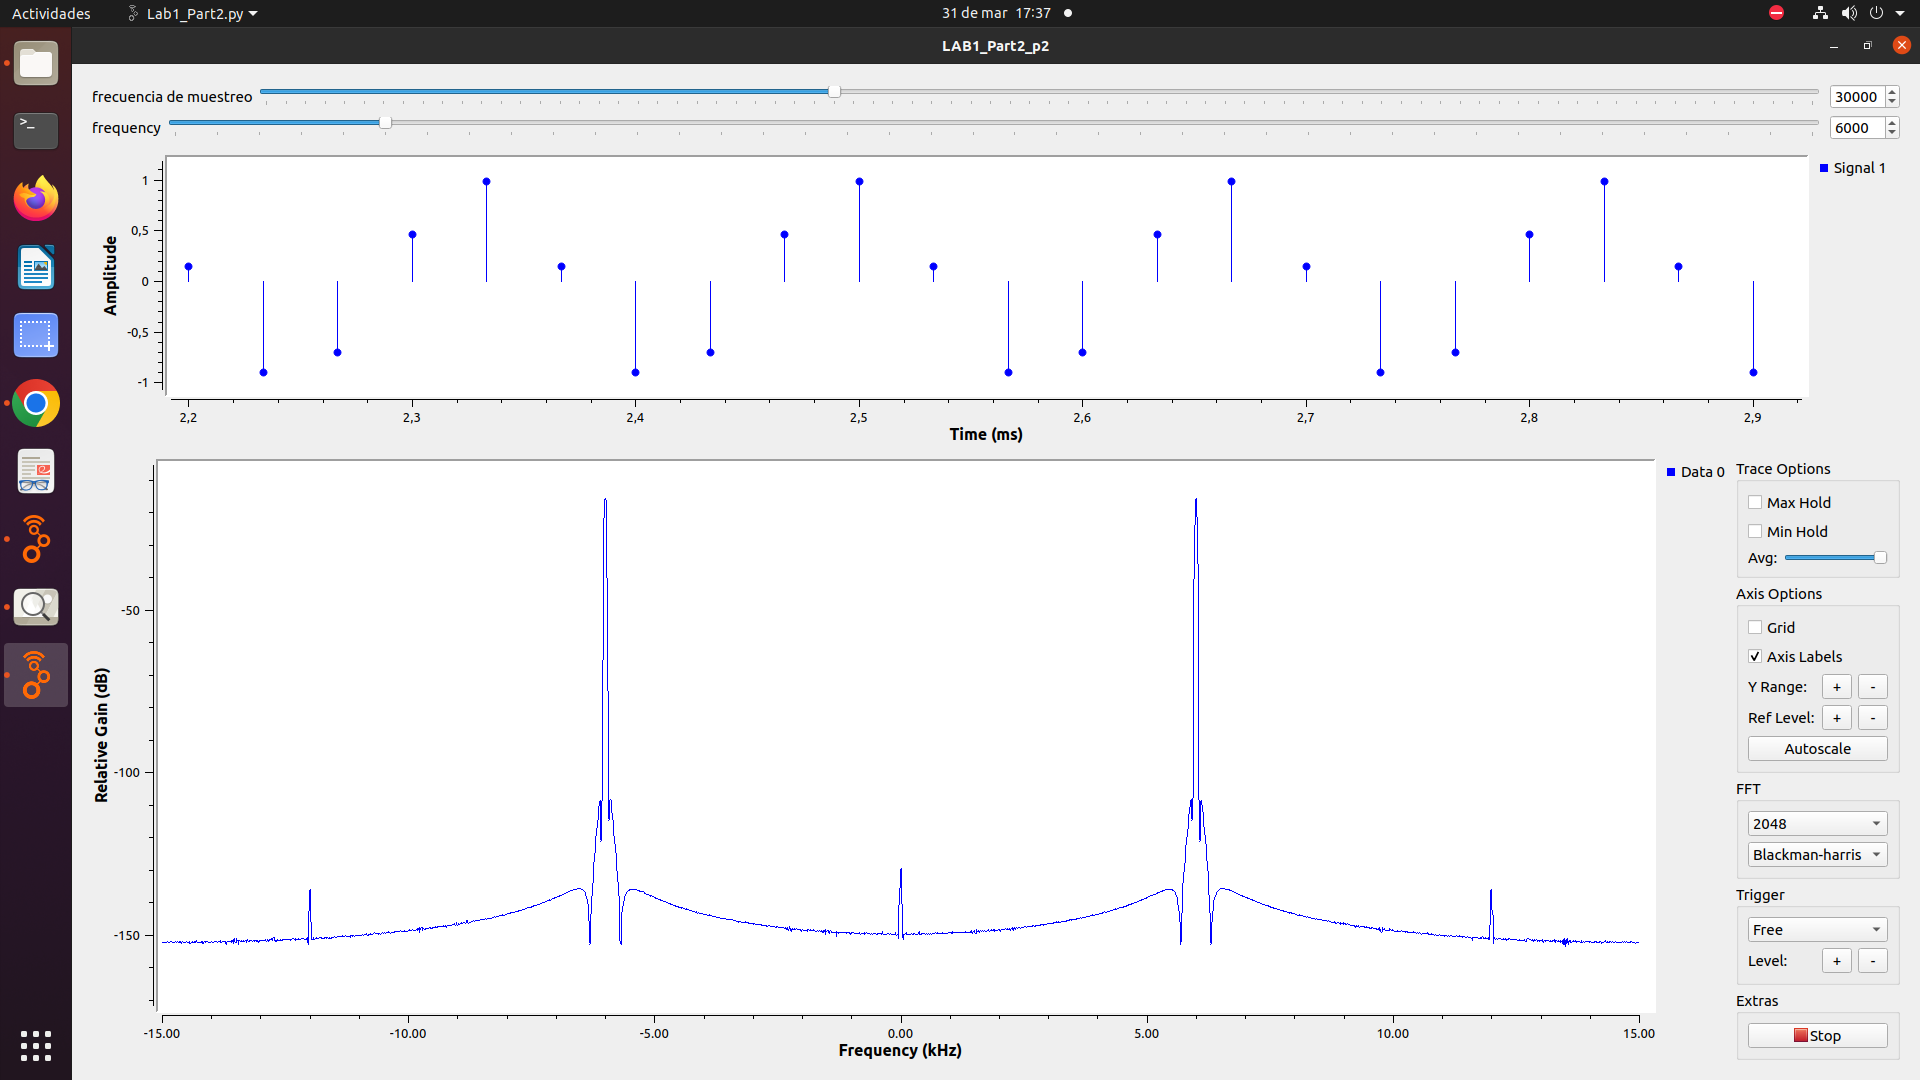 Actividades
Lab1_Part2.py
31 de mar 17:37
LAB1_Part2_p2
frecuencia de muestreo
30000
frequency
6000
Signal 1
Amplitude
1
0,5
0
-0,5
-1
2,2 2,3 2,4 2,5 2,6 2,7 2,8 2,9
Time (ms)
Data 0
Relative Gain (dB)
-50
-100
-150
-15.00 -10.00 -5.00 0.00 5.00 10.00 15.00
Frequency (kHz)
Trace Options
Max Hold
Min Hold
Avg:
Axis Options
Grid
Axis Labels
Y Range: + -
Ref Level: + -
Autoscale
FFT
2048
Blackman-harris
Trigger
Free
Level: + -
Extras
Stop